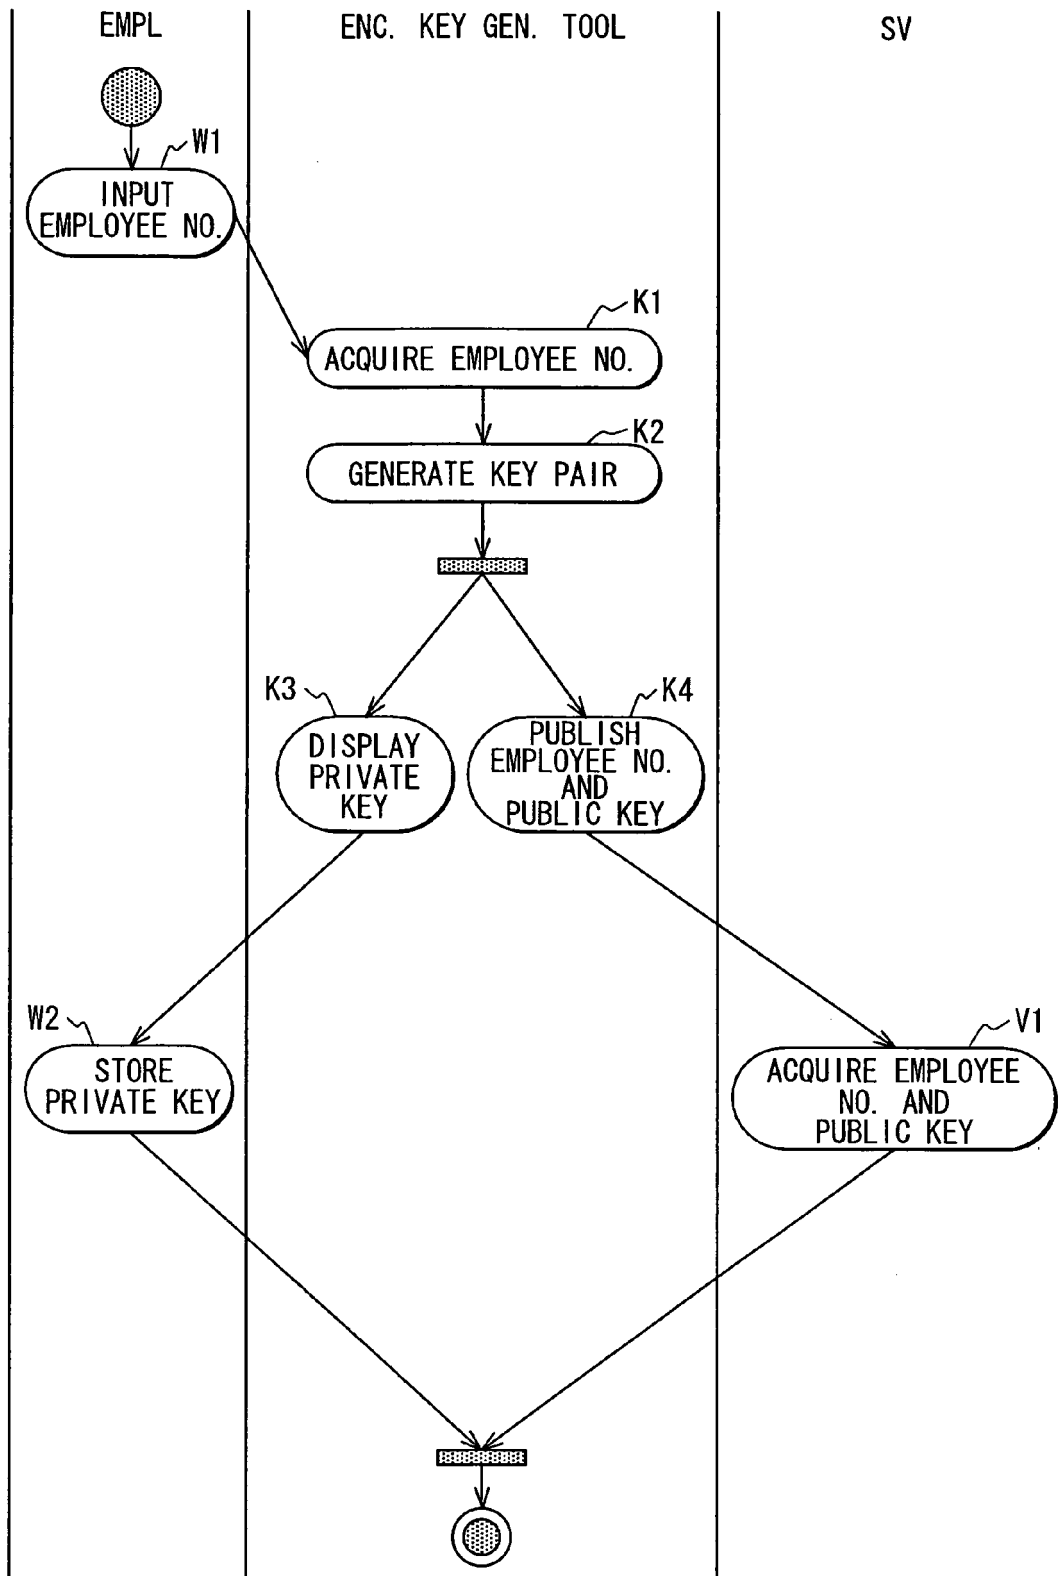 EMPL
ENC. KEY GEN. TOOL
SV
W1
INPUT
EMPLOYEE NO.
K1
ACQUIRE EMPLOYEE NO.
K2
GENERATE KEY PAIR
K3
DISPLAY
PRIVATE
KEY
K4
PUBLISH
EMPLOYEE NO.
AND
PUBLIC KEY
W2
STORE
PRIVATE KEY
V1
ACQUIRE EMPLOYEE
NO. AND
PUBLIC KEY